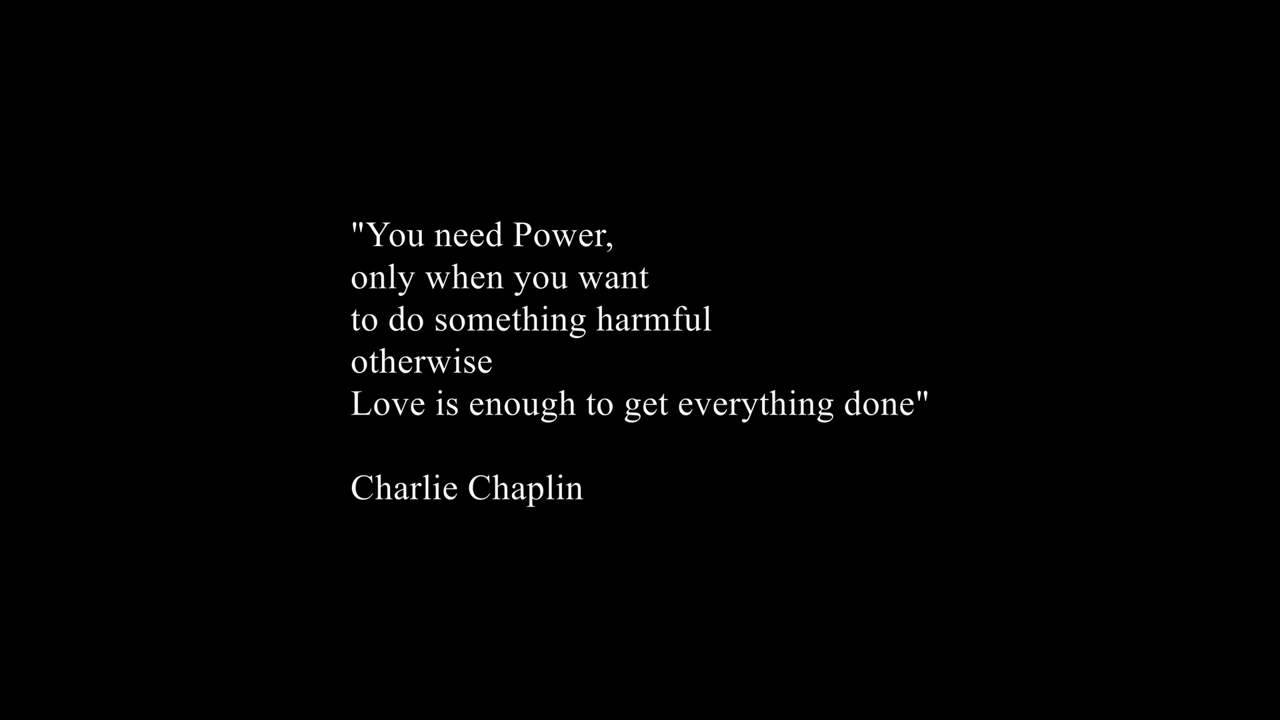 "You need Power,
only when you want
to do something harmful
otherwise
Love is enough to get everything done"
Charlie Chaplin